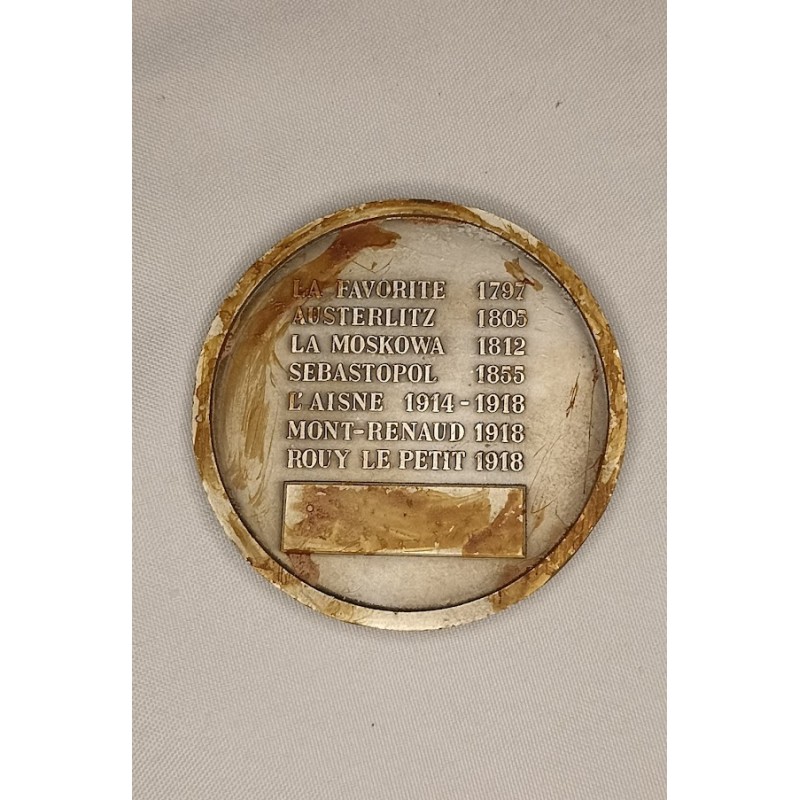 LA FAVORITE 1797
AUSTERLITZ 1805
LA MOSKOWA 1812
SEBASTOPOL 1855
L'AISNE 1914-1918
MONT-RENAUD 1918
ROUY LE PETIT 1918